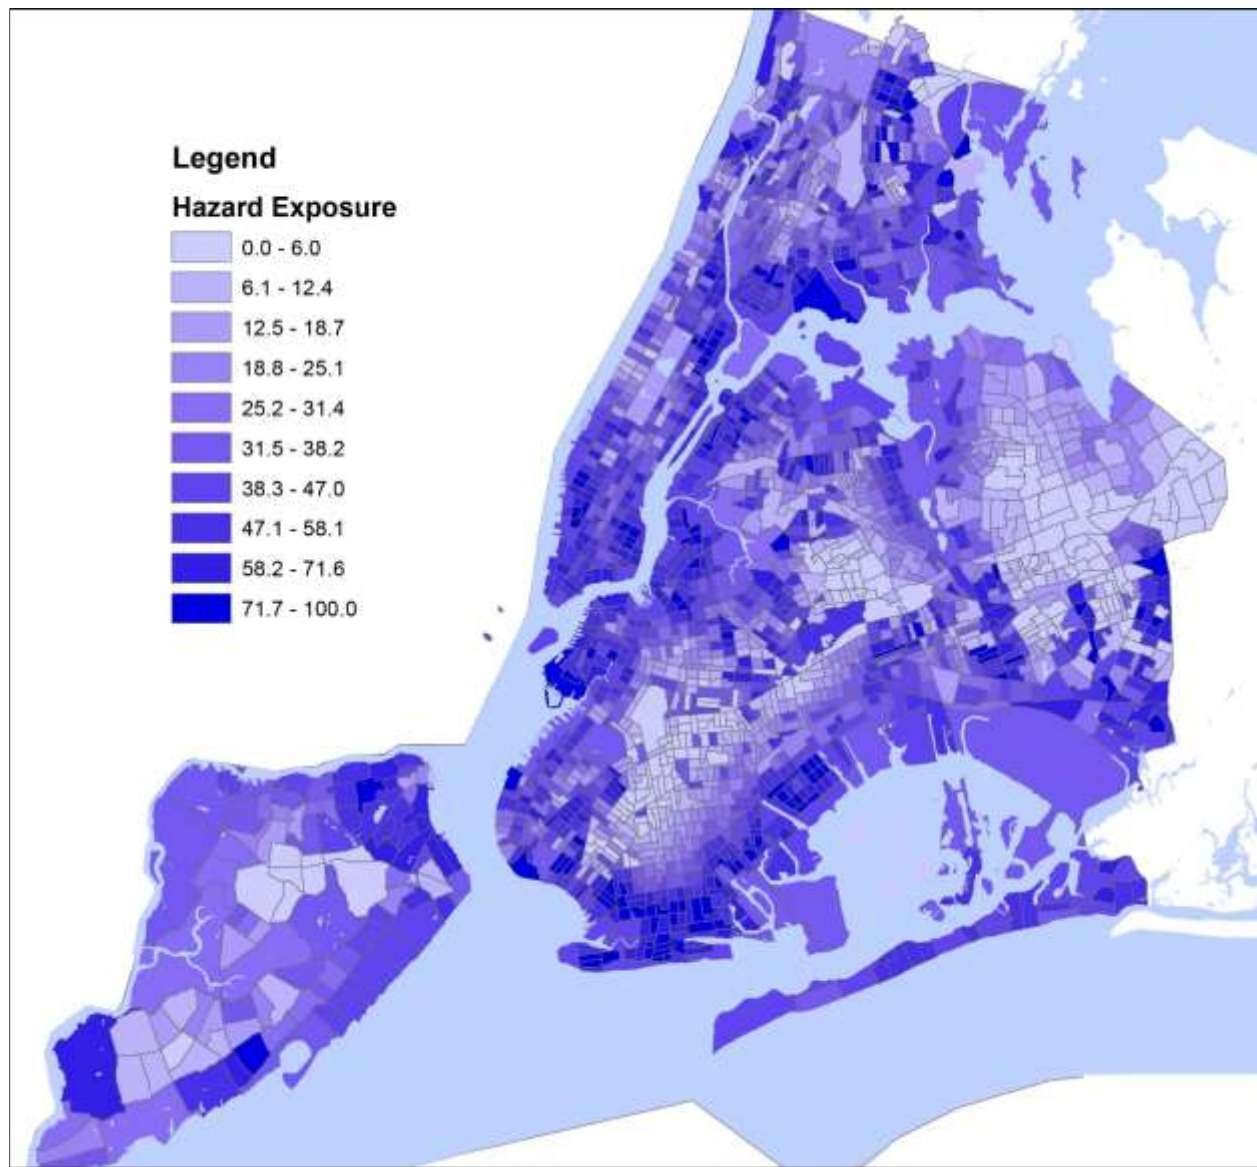 Legend
Hazard Exposure
0.0 - 6.0
6.1 - 12.4
12.5 - 18.7
18.8 - 25.1
25.2 - 31.4
31.5 - 38.2
38.3 - 47.0
47.1 - 58.1
58.2 - 71.6
71.7 - 100.0